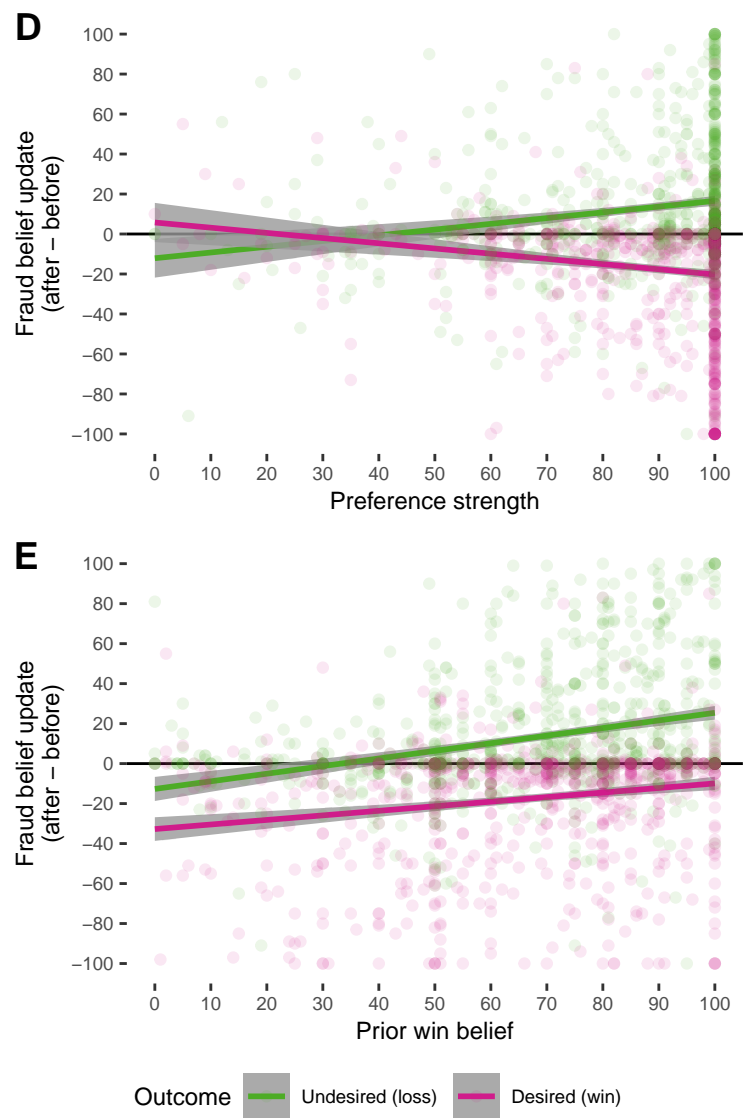 D
100
80
60
40
20
0
−20
−40
−60
−80
−100
Fraud belief update
(after − before)
0 10 20 30 40 50 60 70 80 90 100
Preference strength
E
100
80
60
40
20
0
−20
−40
−60
−80
−100
Fraud belief update
(after − before)
0 10 20 30 40 50 60 70 80 90 100
Prior win belief
Outcome Undesired (loss) Desired (win)